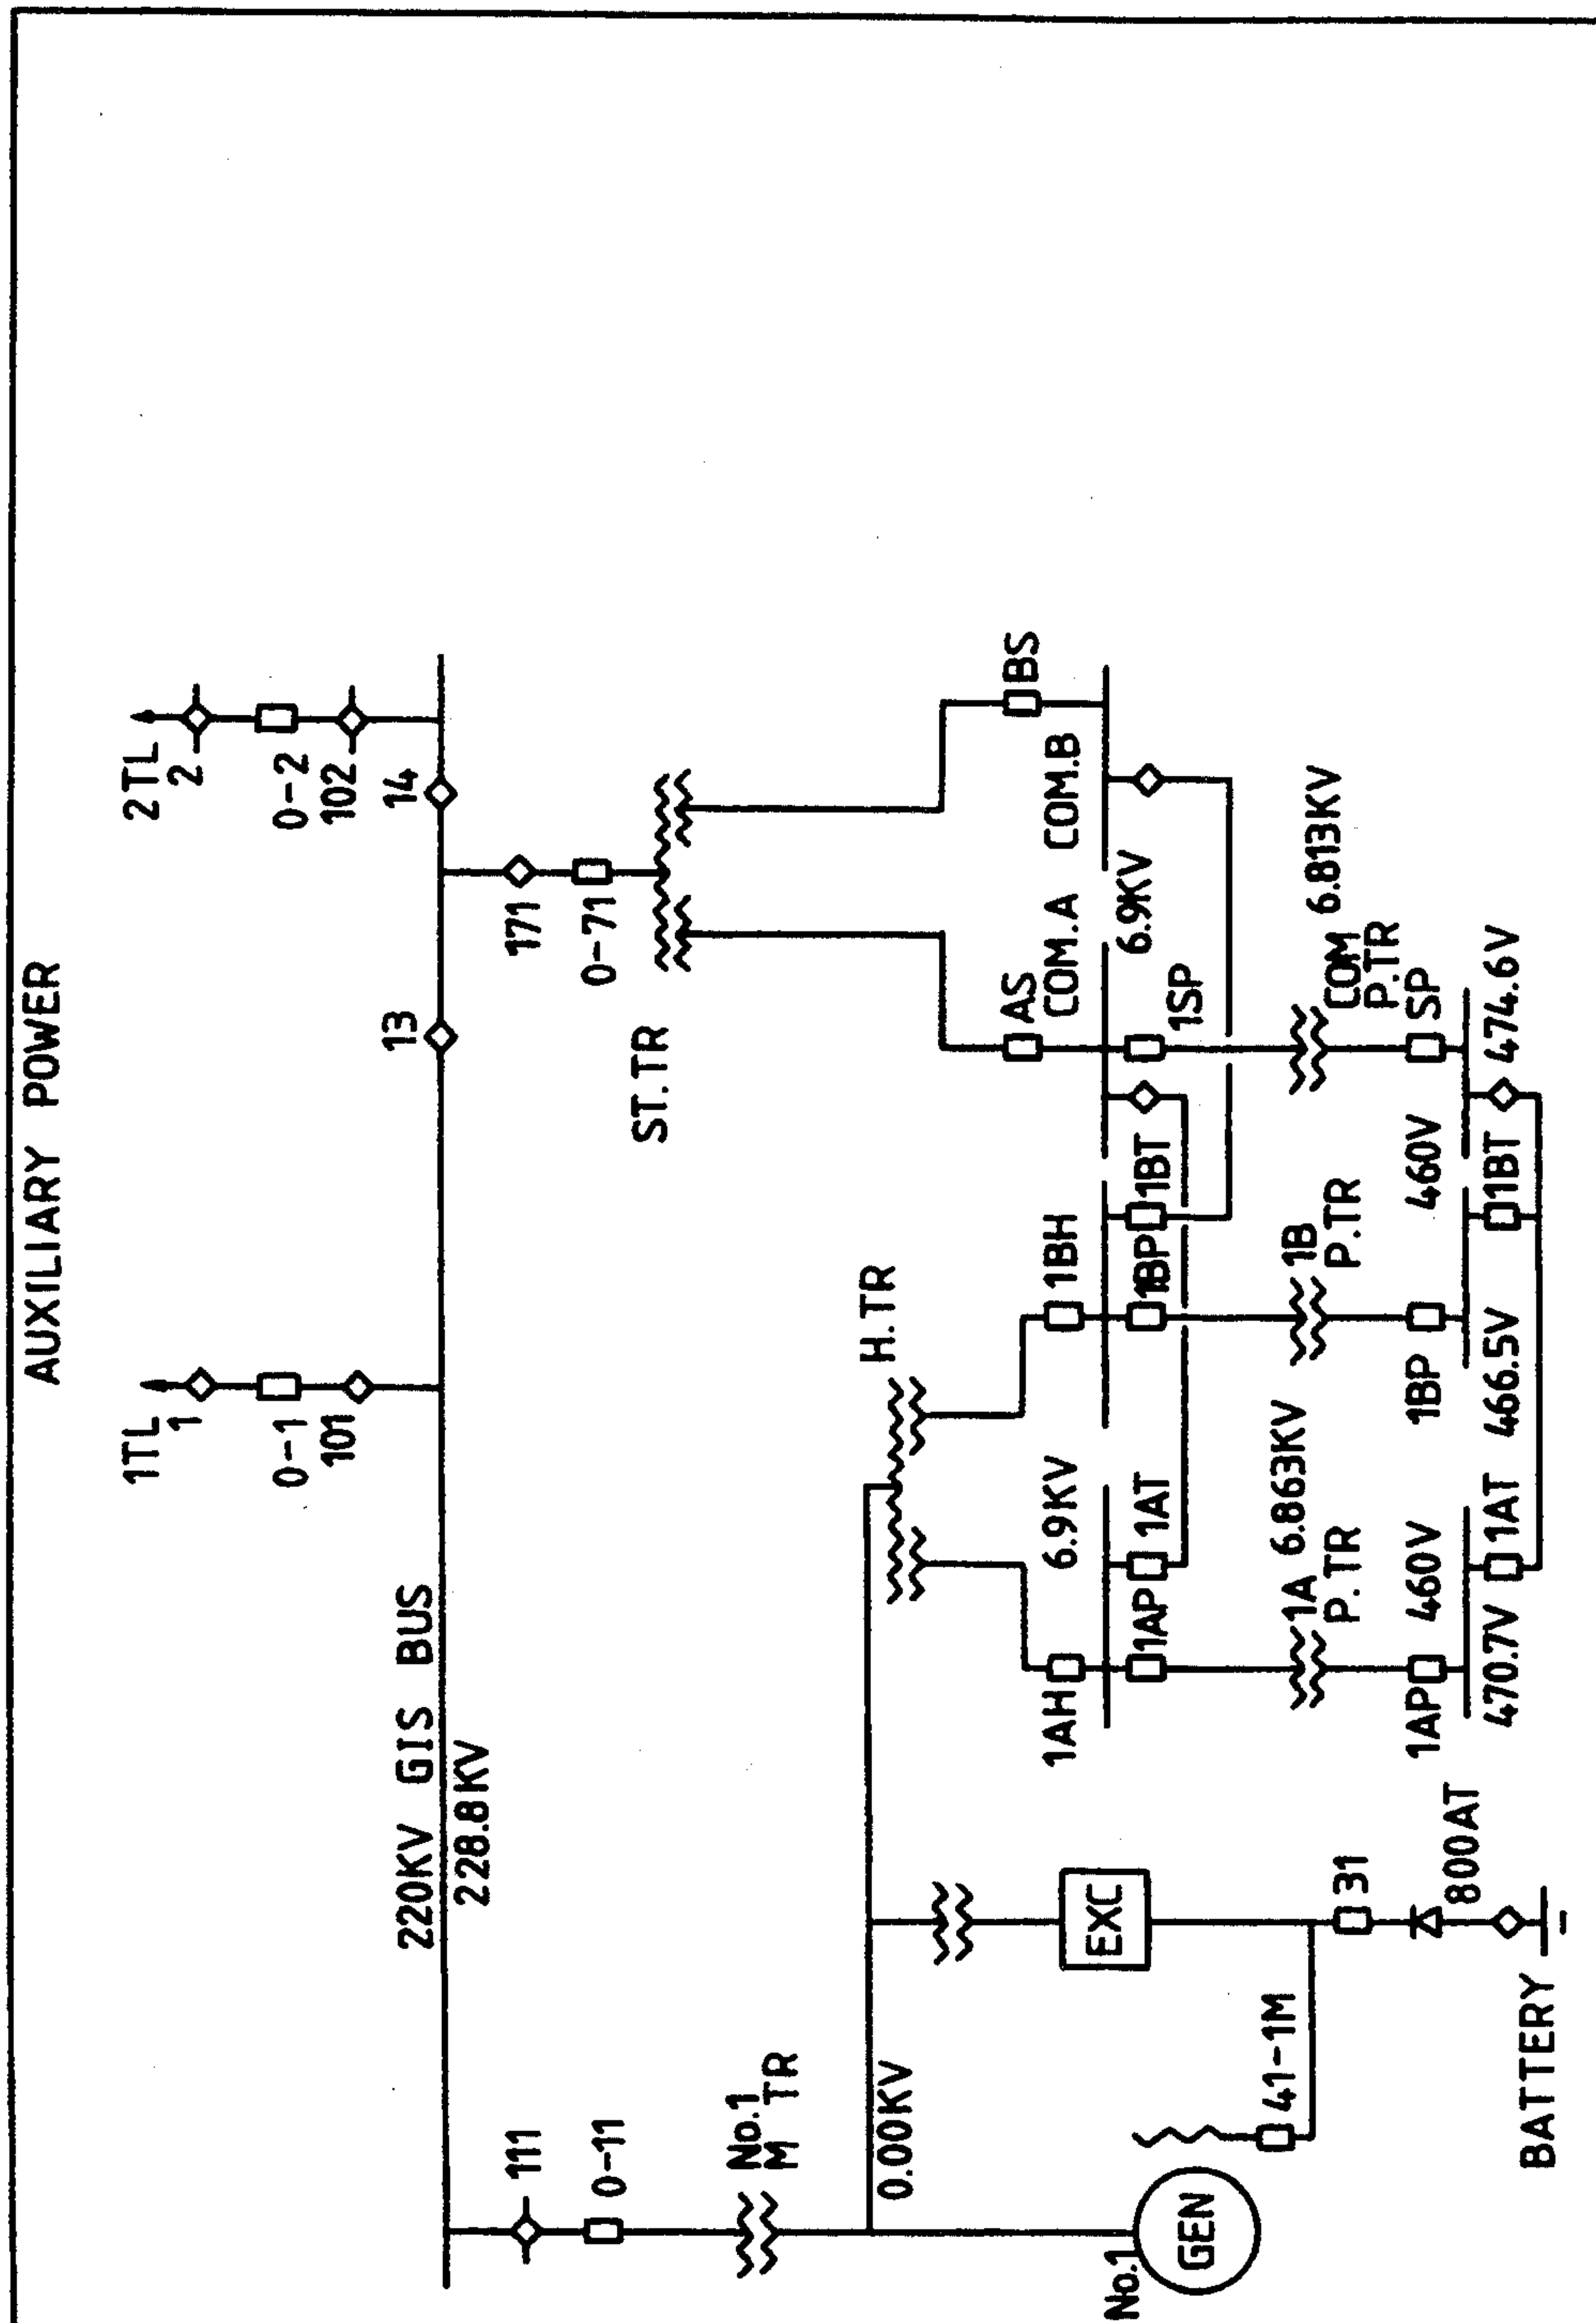 AUXILIARY POWER
1TL
1
0-1
101
2TL
2
0-2
102
220KV GIS BUS
228.8KV
13
14
111
0-11
171
0-71
No.1
M TR
ST.TR
0.00KV
H.TR
No.1
GEN
EXC
41-1M
31
800AT
BATTERY
1AH
6.9KV
1BH
AS
COM.A
COM.B
BS
1AP
1AT
1BP
1BT
1SP
6.9KV
1A
P.TR
6.863KV
1B
P.TR
COM
P.TR
6.813KV
1AP
460V
1BP
460V
SP
470.7V
1AT
466.5V
1BT
474.6V